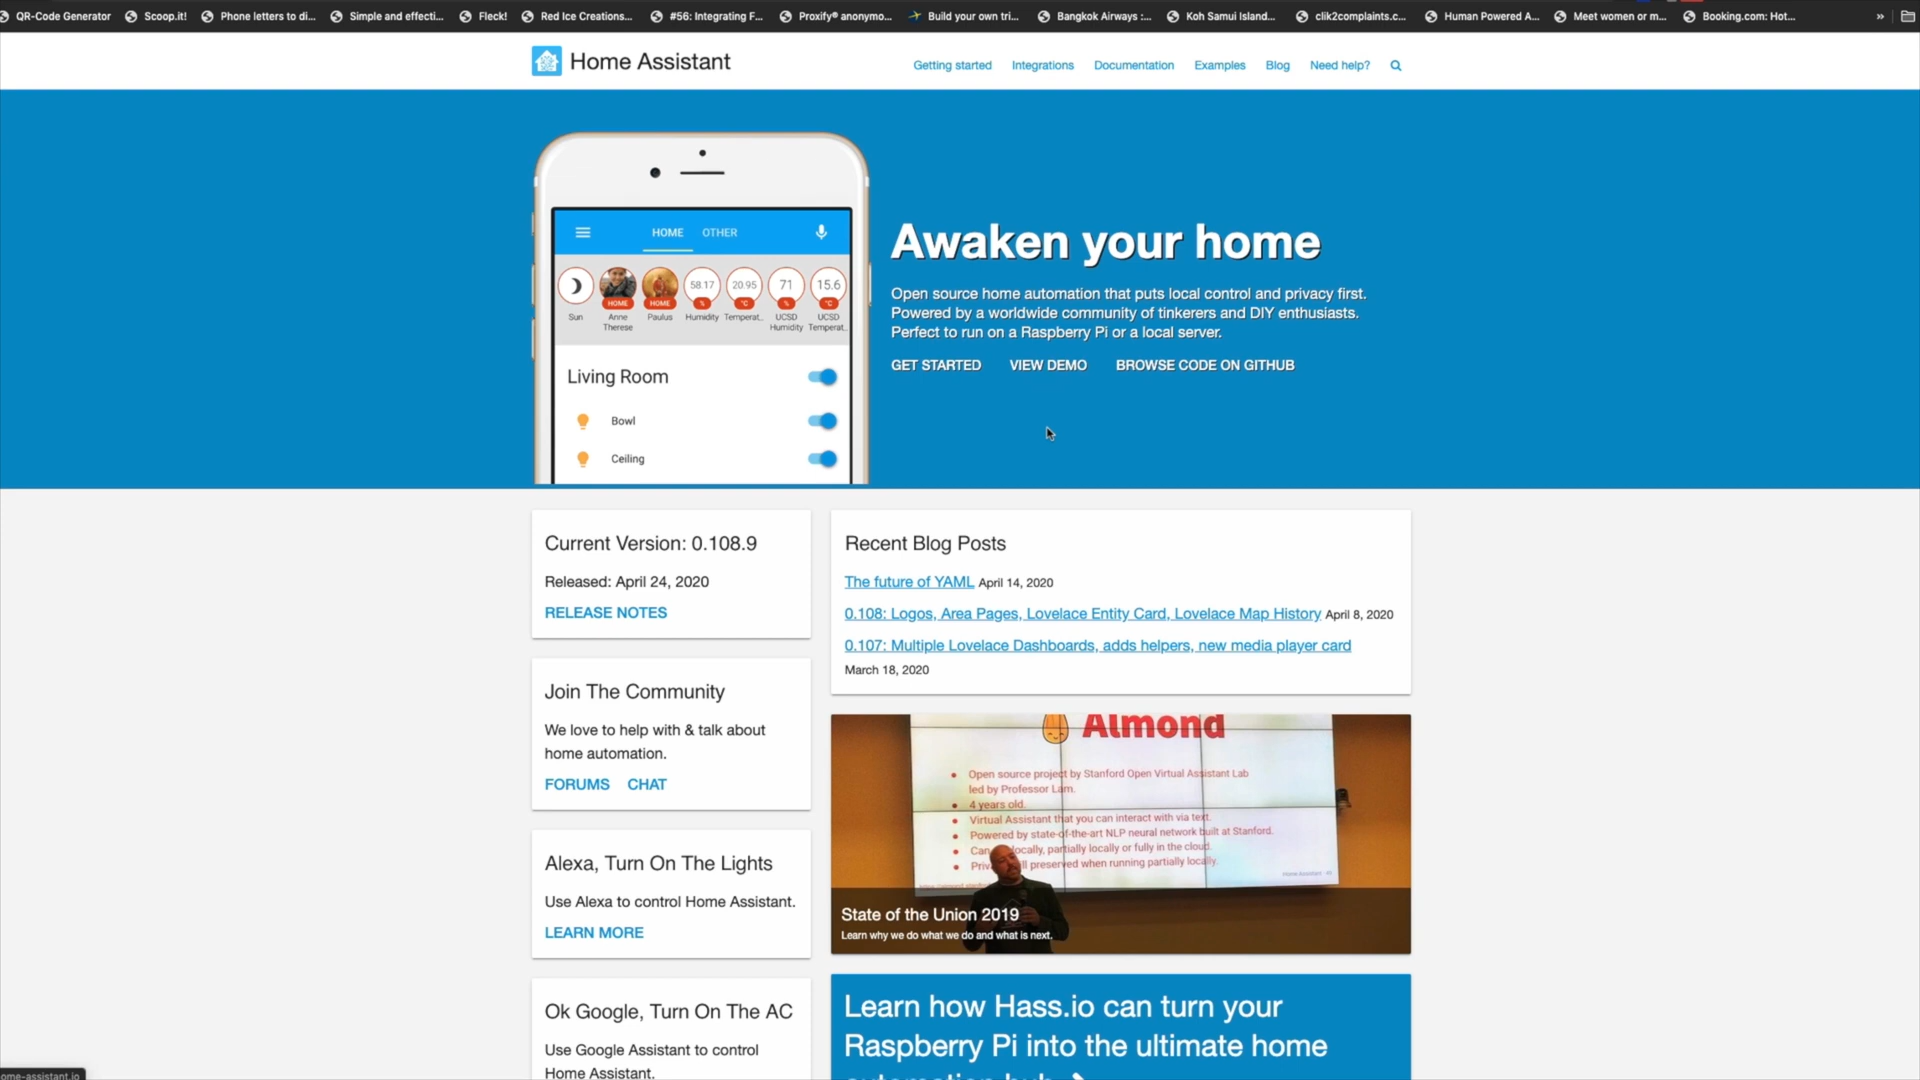 QR-Code Generator Scoop.it! Phone letters to di... Simple and effecti... Fleck! Red Ice Creations... #56: Integrating F... Proxify® anonymo... Build your own tri... Bangkok Airways :... Koh Samui Island... clik2complaints.c... Human Powered A... Meet women or m... Booking.com: Hot... »
Home Assistant
Getting started Integrations Documentation Examples Blog Need help?
HOME OTHER
58.17 20.95 71 15.6
HOME HOME % °C % °C
Sun Anne Therese Paulus Humidity Temperat... UCSD Humidity UCSD Temperat...
Living Room
Bowl
Ceiling
Awaken your home
Open source home automation that puts local control and privacy first.
Powered by a worldwide community of tinkerers and DIY enthusiasts.
Perfect to run on a Raspberry Pi or a local server.
GET STARTED VIEW DEMO BROWSE CODE ON GITHUB
Current Version: 0.108.9
Released: April 24, 2020
RELEASE NOTES
Join The Community
We love to help with & talk about
home automation.
FORUMS CHAT
Alexa, Turn On The Lights
Use Alexa to control Home Assistant.
LEARN MORE
Ok Google, Turn On The AC
Use Google Assistant to control
Home Assistant.
Recent Blog Posts
The future of YAML April 14, 2020
0.108: Logos, Area Pages, Lovelace Entity Card, Lovelace Map History April 8, 2020
0.107: Multiple Lovelace Dashboards, adds helpers, new media player card
March 18, 2020
Almond
Open source project by Stanford Open Virtual Assistant Lab
led by Professor Lam.
4 years old.
Virtual Assistant that you can interact with via text.
Powered by state-of-the-art NLP neural network built at Stanford.
Can locally, partially locally or fully in the cloud.
preserved when running partially locally.
Home Assistant
State of the Union 2019
Learn why we do what we do and what is next.
Learn how Hass.io can turn your
Raspberry Pi into the ultimate home
automation hub
ome-assistant.io